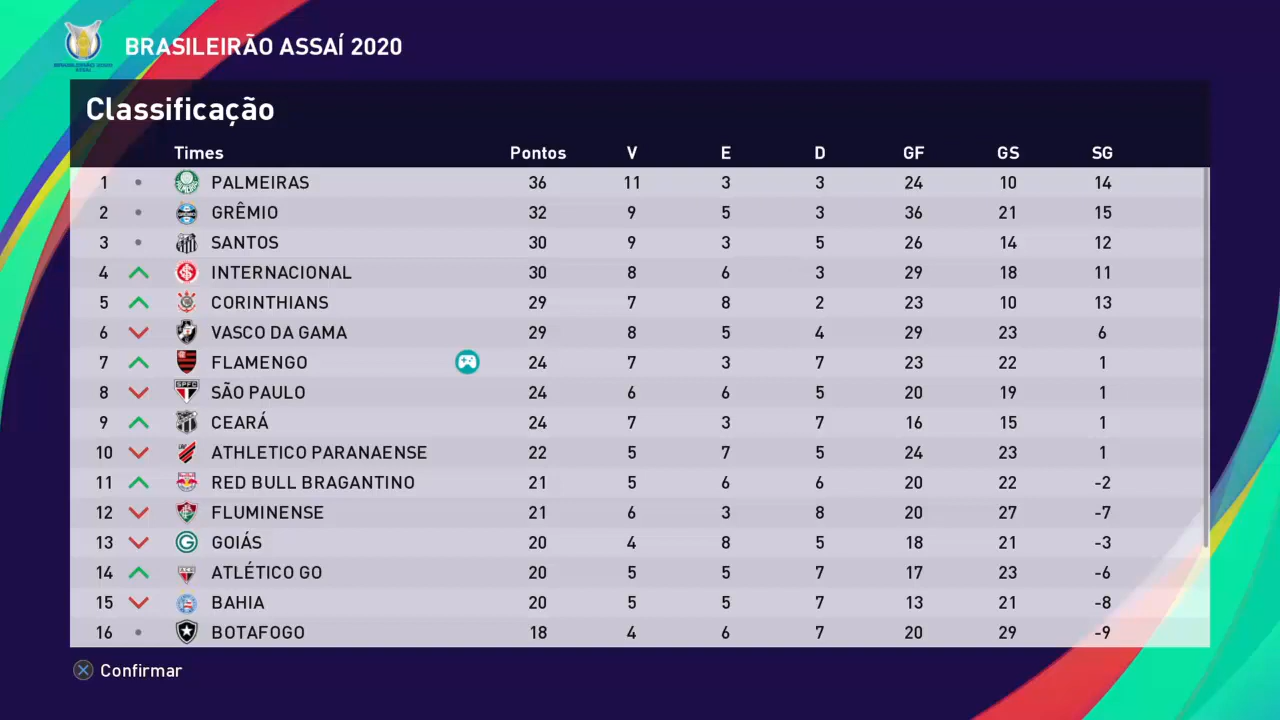 BRASILEIRÃO ASSAÍ 2020
Classificação
Times Pontos V E D GF GS SG
1 PALMEIRAS 36 11 3 3 24 10 14
2 GRÊMIO 32 9 5 3 36 21 15
3 SANTOS 30 9 3 5 26 14 12
4 INTERNACIONAL 30 8 6 3 29 18 11
5 CORINTHIANS 29 7 8 2 23 10 13
6 VASCO DA GAMA 29 8 5 4 29 23 6
7 FLAMENGO 24 7 3 7 23 22 1
8 SÃO PAULO 24 6 6 5 20 19 1
9 CEARÁ 24 7 3 7 16 15 1
10 ATHLETICO PARANAENSE 22 5 7 5 24 23 1
11 RED BULL BRAGANTINO 21 5 6 6 20 22 -2
12 FLUMINENSE 21 6 3 8 20 27 -7
13 GOIÁS 20 4 8 5 18 21 -3
14 ATLÉTICO GO 20 5 5 7 17 23 -6
15 BAHIA 20 5 5 7 13 21 -8
16 BOTAFOGO 18 4 6 7 20 29 -9
Confirmar